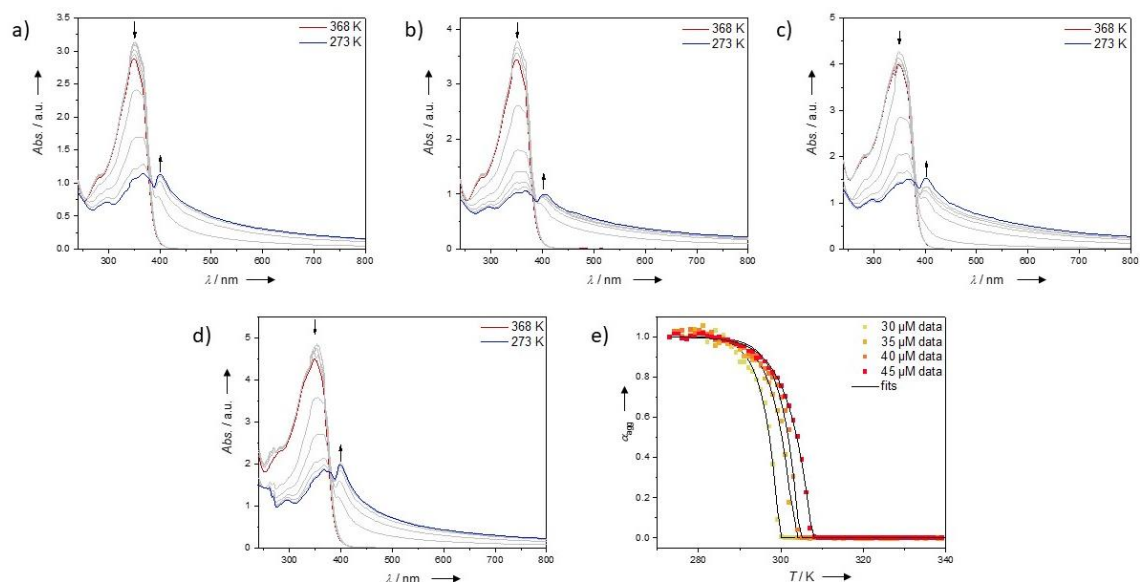 a)
3.5
3.0
2.5
2.0
1.5
1.0
0.5
0.0
Abs. / a.u.
368 K
273 K
300 400 500 600 700 800
λ / nm
b)
4
3
2
1
0
Abs. / a.u.
368 K
273 K
300 400 500 600 700 800
λ / nm
c)
5
4
3
2
1
0
Abs. / a.u.
368 K
273 K
300 400 500 600 700 800
λ / nm
d)
5
4
3
2
1
0
Abs. / a.u.
368 K
273 K
300 400 500 600 700 800
λ / nm
e)
1.0
0.8
0.6
0.4
0.2
0.0
αagg
30 µM data
35 µM data
40 µM data
45 µM data
fits
280 300 320 340
T / K